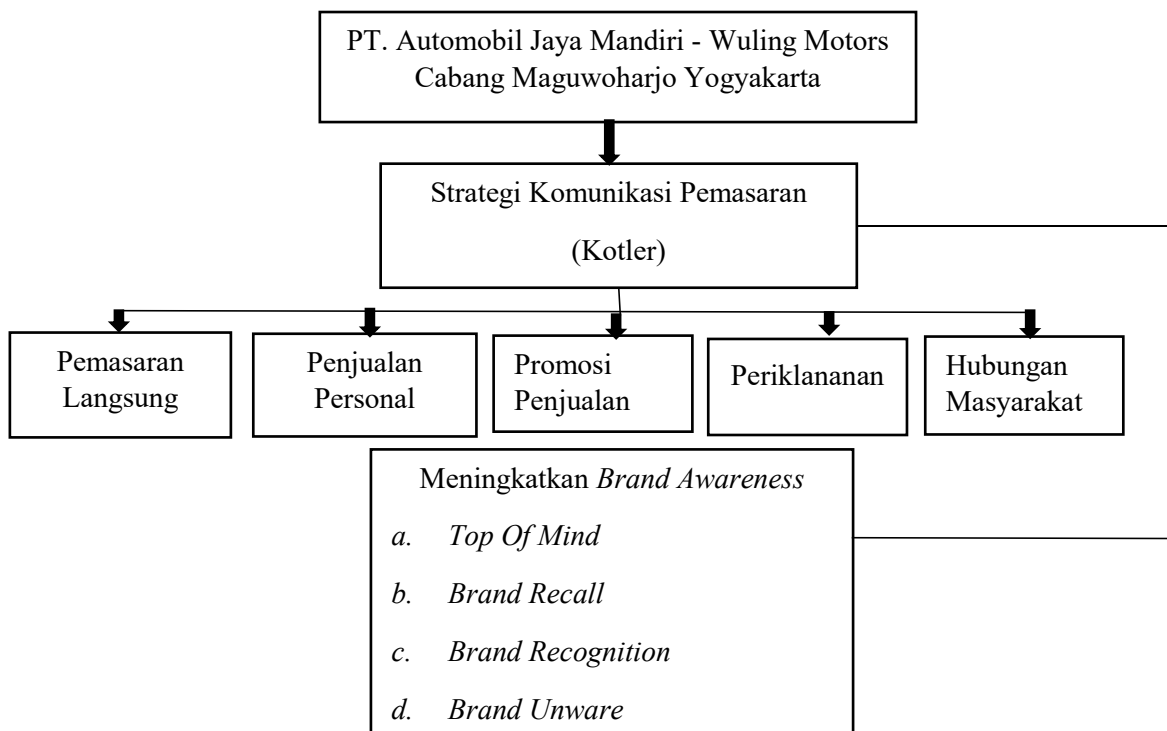 PT. Automobil Jaya Mandiri - Wuling Motors
Cabang Maguwoharjo Yogyakarta
Strategi Komunikasi Pemasaran
(Kotler)
Pemasaran
Langsung
Penjualan
Personal
Promosi
Penjualan
Periklananan
Hubungan
Masyarakat
Meningkatkan Brand Awareness
a. Top Of Mind
b. Brand Recall
c. Brand Recognition
d. Brand Unware